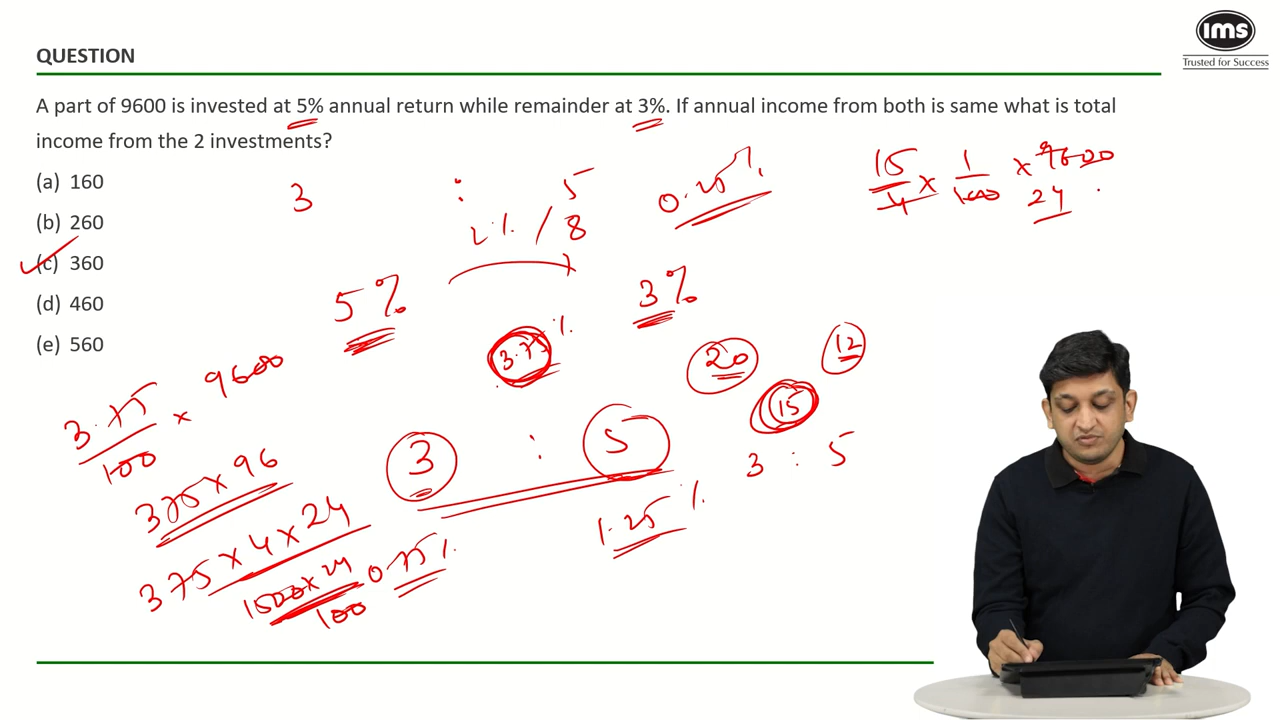 ims
Trusted for Success
QUESTION
A part of 9600 is invested at 5% annual return while remainder at 3%. If annual income from both is same what is total
income from the 2 investments?
(a) 160
(b) 260
(c) 360
(d) 460
(e) 560
3 : 5
2% / 8
0.25%
15/4 x 1/100 x 9600
24
5% 3%
3.75%
20 12
15
3 : 5
3 : 5
0.75% 1.25%
3.75/100 x 9600
375 x 96
375 x 4 x 24
1500 x 24
100